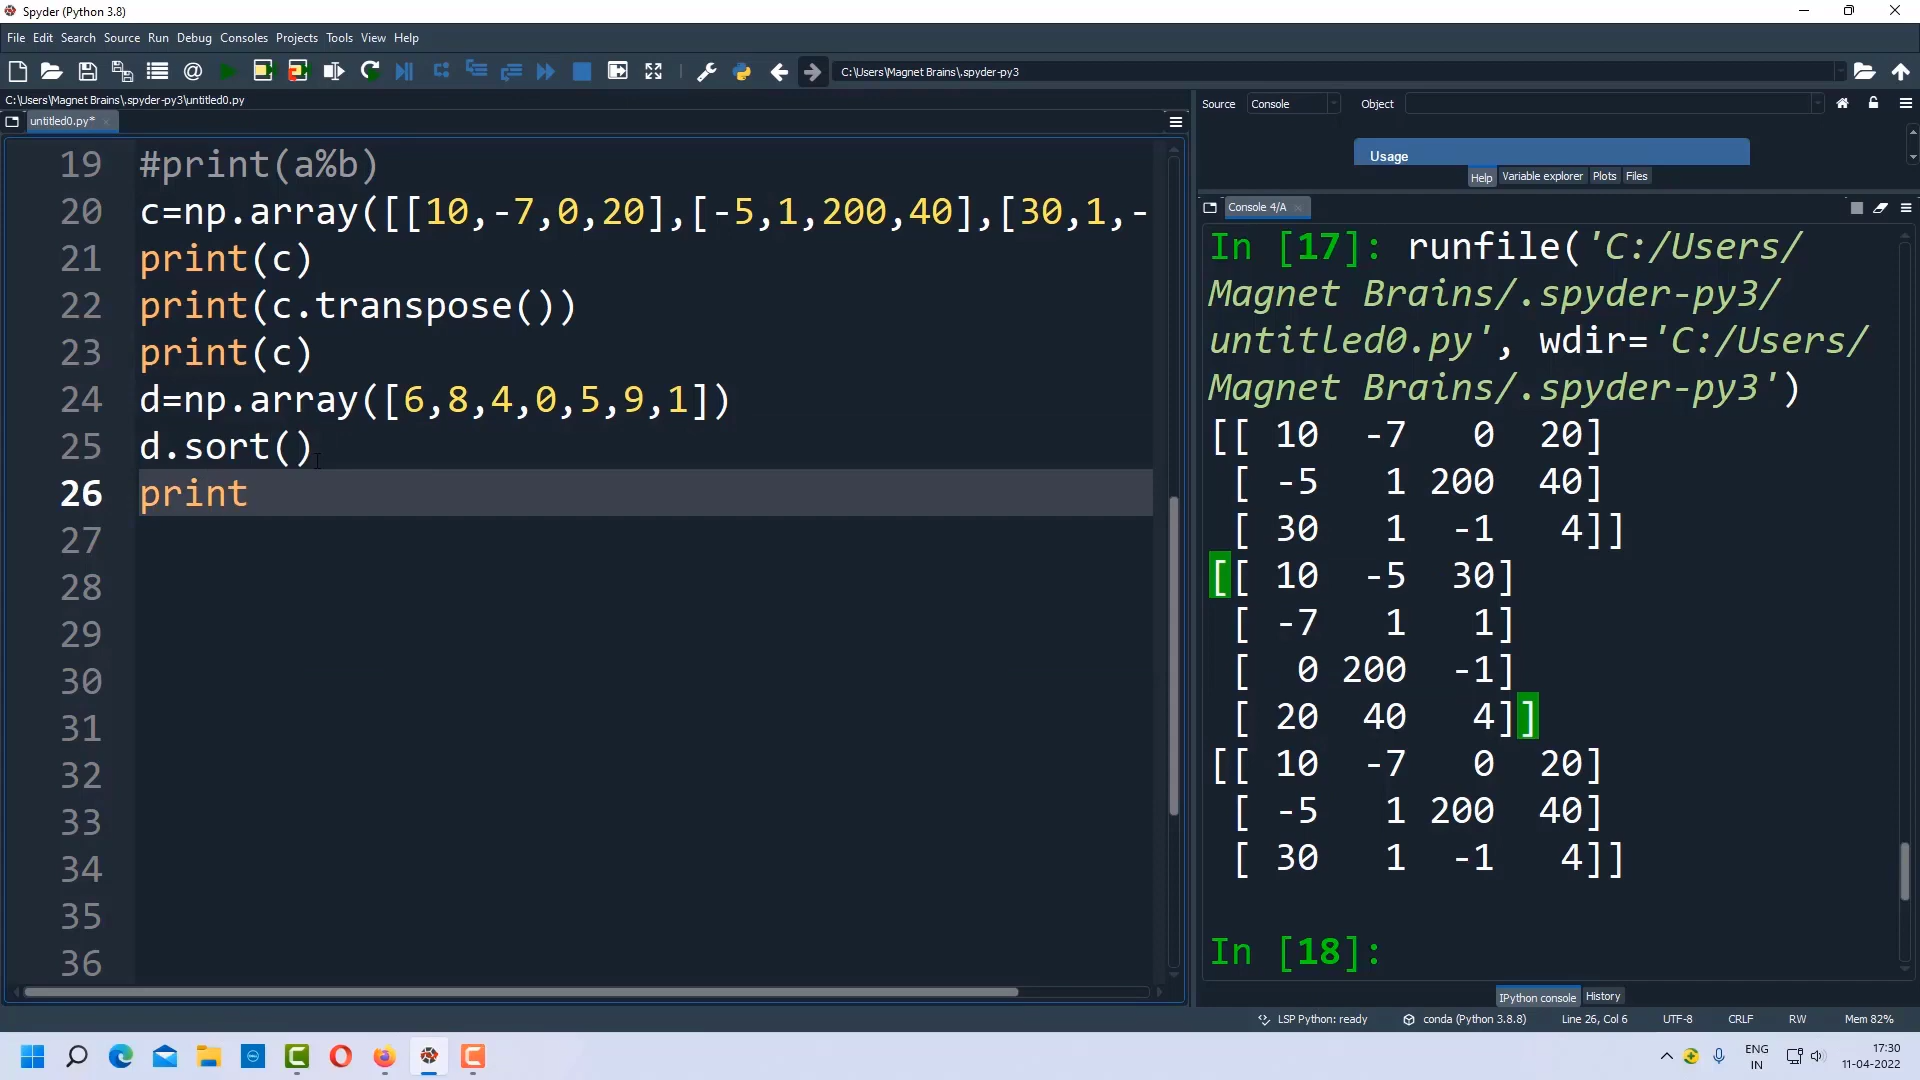 Spyder (Python 3.8)
File Edit Search Source Run Debug Consoles Projects Tools View Help
C:\Users\Magnet Brains\.spyder-py3
C:\Users\Magnet Brains\.spyder-py3\untitled0.py
untitled0.py*
19 #print(a%b)
20 c=np.array([[10,-7,0,20],[-5,1,200,40],[30,1,-
21 print(c)
22 print(c.transpose())
23 print(c)
24 d=np.array([6,8,4,0,5,9,1])
25 d.sort()
26 print
27
28
29
30
31
32
33
34
35
36
Source Console Object
Usage
Help Variable explorer Plots Files
Console 4/A
In [17]: runfile('C:/Users/
Magnet Brains/.spyder-py3/
untitled0.py', wdir='C:/Users/
Magnet Brains/.spyder-py3')
[[ 10  -7   0  20]
 [ -5   1 200  40]
 [ 30   1  -1   4]]
[[ 10  -5  30]
 [ -7   1   1]
 [  0 200  -1]
 [ 20  40   4]]
[[ 10  -7   0  20]
 [ -5   1 200  40]
 [ 30   1  -1   4]]
In [18]:
IPython console History
LSP Python: ready conda (Python 3.8.8) Line 26, Col 6 UTF-8 CRLF RW Mem 82%
ENG
IN
17:30
11-04-2022